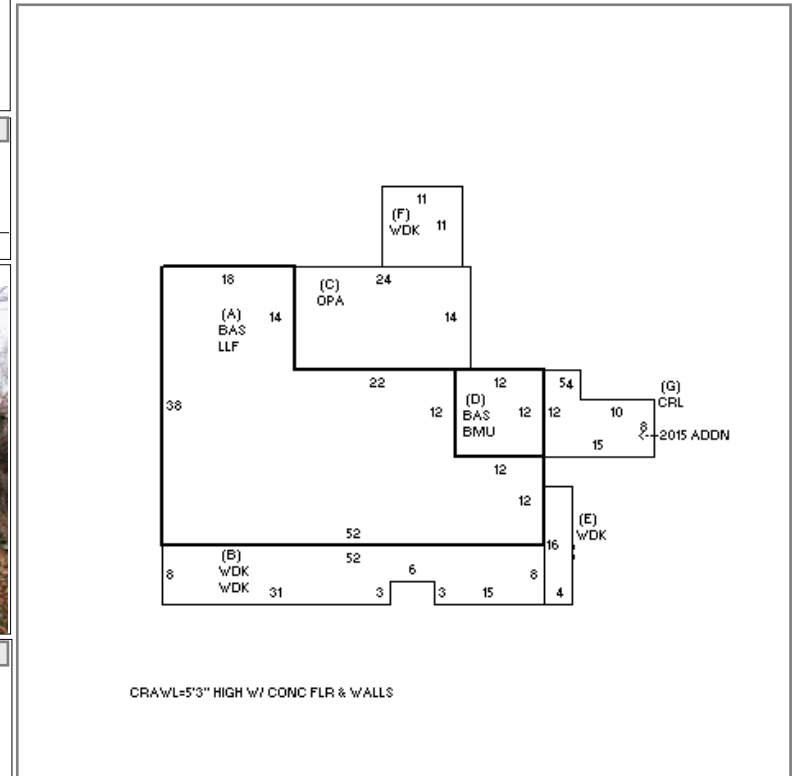 11
(F)
WDK
11
18
(C)
OPA
24
(A)
BAS
LLF
14
14
22
12
54
(G)
CRL
38
12
(D)
BAS
BMU
12
12
10
8
2015 ADDN
15
12
12
52
(E)
WDK
16
(B)
WDK
WDK
52
8
31
3
6
3
15
8
4
CRAWL=5'3" HIGH W/ CONC FLR & WALLS